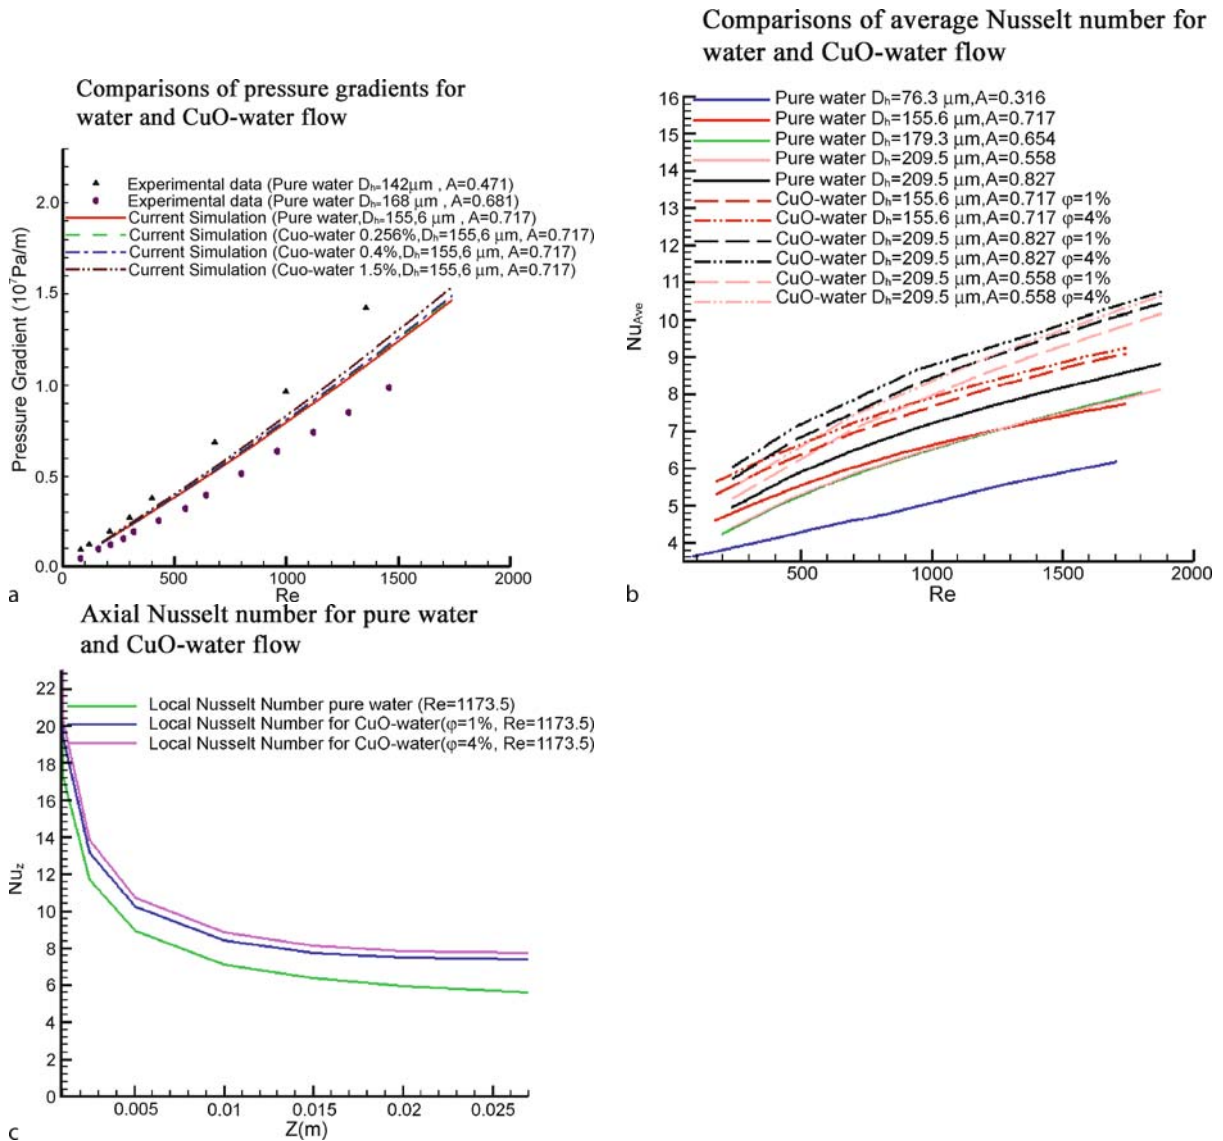 Comparisons of pressure gradients for
water and CuO-water flow
Pressure Gradient (10⁷Pa/m)
2.0
1.5
1.0
0.5
0.0
Experimental data (Pure water Dₕ=142μm , A=0.471)
Experimental data (Pure water Dₕ=168 μm , A=0.681)
Current Simulation (Pure water,Dₕ=155,6 μm , A=0.717)
Current Simulation (Cuo-water 0.256%,Dₕ=155,6 μm, A=0.717)
Current Simulation (Cuo-water 0.4%,Dₕ=155,6 μm, A=0.717)
Current Simulation (Cuo-water 1.5%,Dₕ=155,6 μm, A=0.717)
0 500 1000 1500 2000
Re
a
Comparisons of average Nusselt number for
water and CuO-water flow
Nu_Ave
16
15
14
13
12
11
10
9
8
7
6
5
4
Pure water Dₕ=76.3 μm,A=0.316
Pure water Dₕ=155.6 μm,A=0.717
Pure water Dₕ=179.3 μm,A=0.654
Pure water Dₕ=209.5 μm,A=0.558
Pure water Dₕ=209.5 μm,A=0.827
CuO-water Dₕ=155.6 μm,A=0.717 φ=1%
CuO-water Dₕ=155.6 μm,A=0.717 φ=4%
CuO-water Dₕ=209.5 μm,A=0.827 φ=1%
CuO-water Dₕ=209.5 μm,A=0.827 φ=4%
CuO-water Dₕ=209.5 μm,A=0.558 φ=1%
CuO-water Dₕ=209.5 μm,A=0.558 φ=4%
500 1000 1500 2000
Re
b
Axial Nusselt number for pure water
and CuO-water flow
Nu_z
22
20
18
16
14
12
10
8
6
4
2
0
Local Nusselt Number pure water (Re=1173.5)
Local Nusselt Number for CuO-water(φ=1%, Re=1173.5)
Local Nusselt Number for CuO-water(φ=4%, Re=1173.5)
0.005 0.01 0.015 0.02 0.025
Z(m)
c